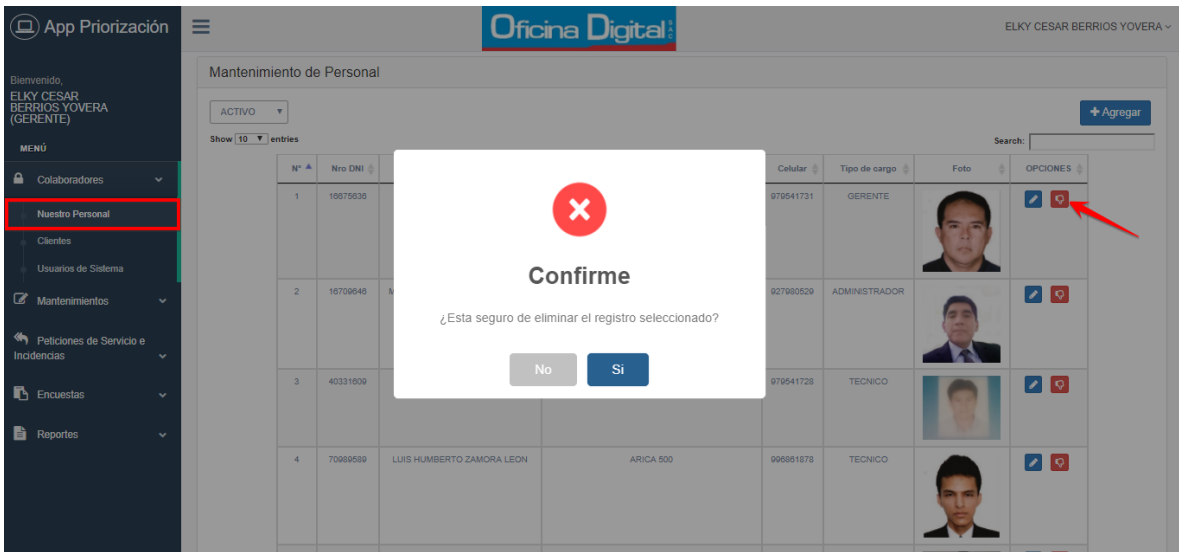 App Priorización
Oficina Digital SAC
ELKY CESAR BERRIOS YOVERA
Bienvenido,
ELKY CESAR
BERRIOS YOVERA
(GERENTE)
MENÚ
Colaboradores
Nuestro Personal
Clientes
Usuarios de Sistema
Mantenimientos
Peticiones de Servicio e
Incidencias
Encuestas
Reportes
Mantenimiento de Personal
ACTIVO
Agregar
Show 10 entries
Search:
N° Nro DNI Celular Tipo de cargo Foto OPCIONES
1 16675636 979541731 GERENTE
2 16709646 M 927980529 ADMINISTRADOR
3 40331609 979541728 TECNICO
4 70989589 LUIS HUMBERTO ZAMORA LEON ARICA 500 996861878 TECNICO
Confirme
¿Esta seguro de eliminar el registro seleccionado?
No Si